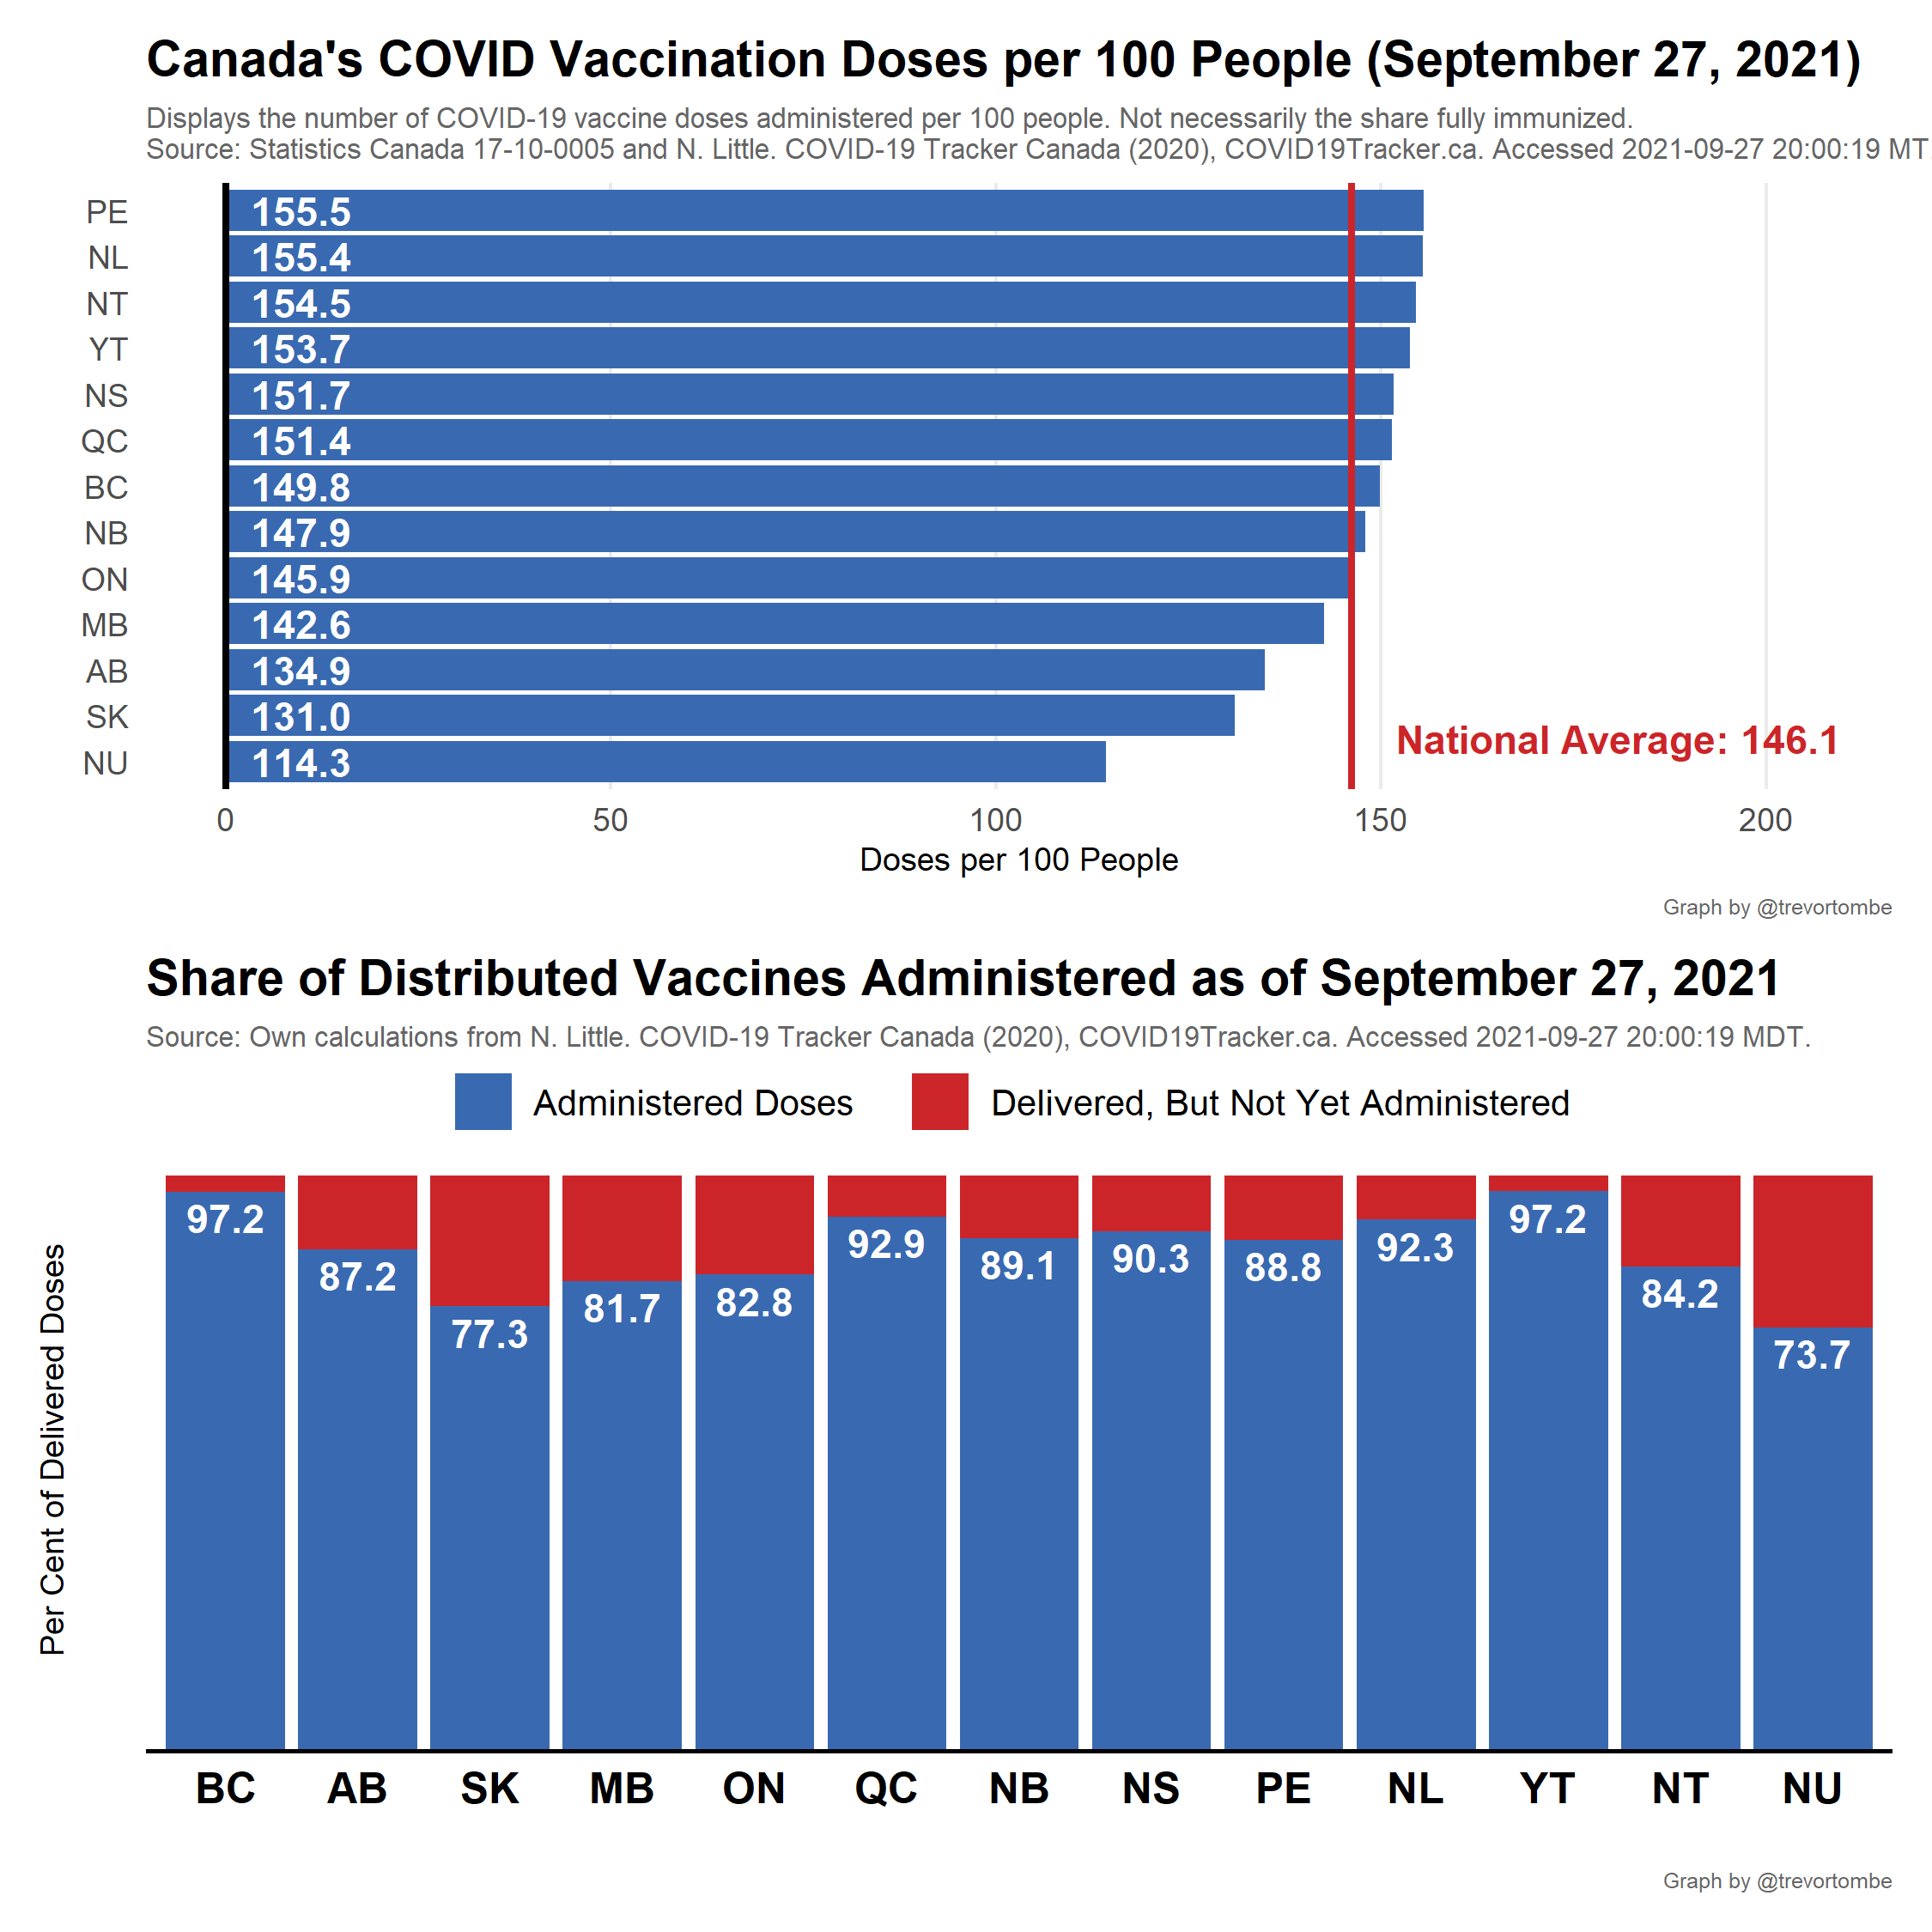 Canada's COVID Vaccination Doses per 100 People (September 27, 2021)
Displays the number of COVID-19 vaccine doses administered per 100 people. Not necessarily the share fully immunized.
Source: Statistics Canada 17-10-0005 and N. Little. COVID-19 Tracker Canada (2020), COVID19Tracker.ca. Accessed 2021-09-27 20:00:19 MT
PE 155.5
NL 155.4
NT 154.5
YT 153.7
NS 151.7
QC 151.4
BC 149.8
NB 147.9
ON 145.9
MB 142.6
AB 134.9
SK 131.0
National Average: 146.1
NU 114.3
0 50 100 150 200
Doses per 100 People
Graph by @trevortombe
Share of Distributed Vaccines Administered as of September 27, 2021
Source: Own calculations from N. Little. COVID-19 Tracker Canada (2020), COVID19Tracker.ca. Accessed 2021-09-27 20:00:19 MDT.
Administered Doses Delivered, But Not Yet Administered
Per Cent of Delivered Doses
97.2 87.2 77.3 81.7 82.8 92.9 89.1 90.3 88.8 92.3 97.2 84.2 73.7
BC AB SK MB ON QC NB NS PE NL YT NT NU
Graph by @trevortombe